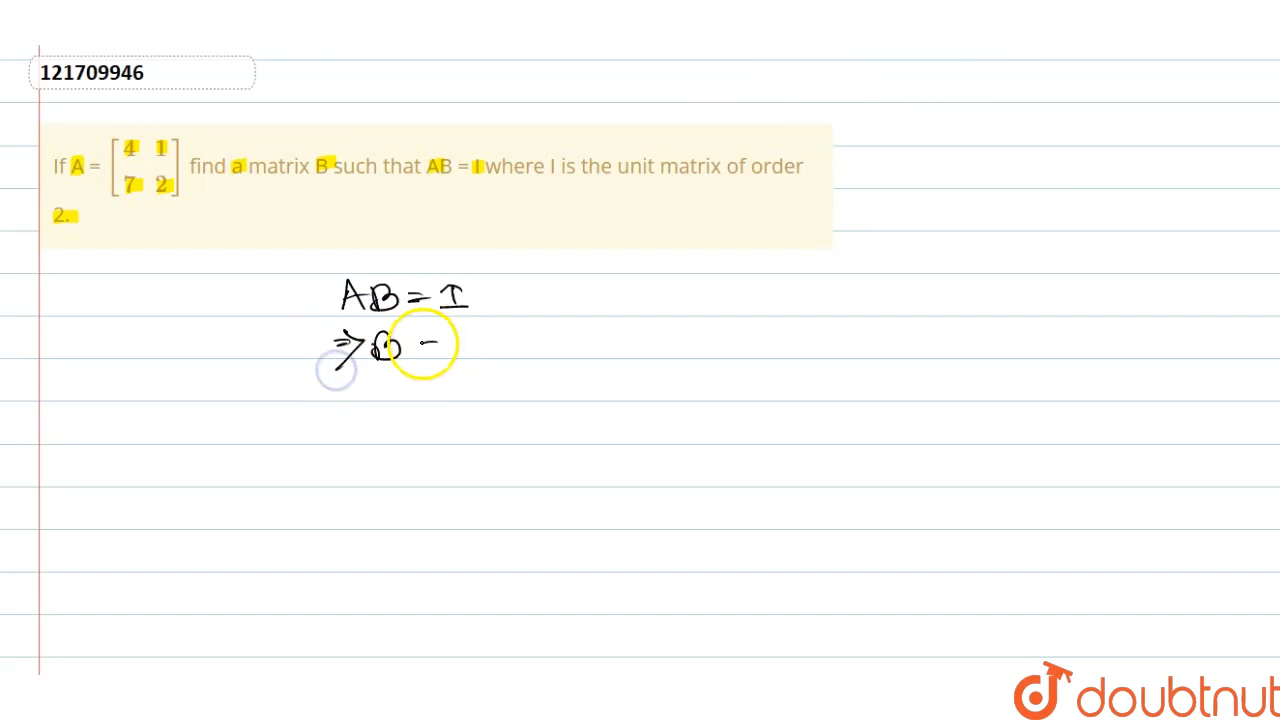 121709946
If A = [4 1
7 2] find a matrix B such that AB = I where I is the unit matrix of order
2.
AB = I
⇒ B =
doubtnut